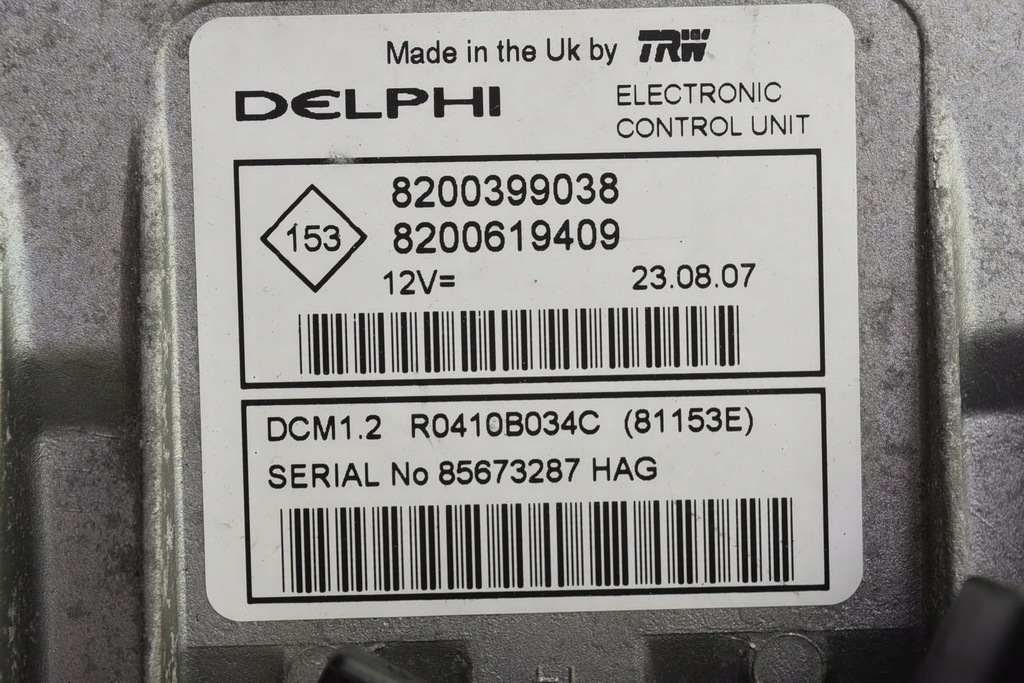 Made in the Uk by TRW
DELPHI
ELECTRONIC
CONTROL UNIT
153
8200399038
8200619409
12V=
23.08.07
DCM1.2 R0410B034C (81153E)
SERIAL No 85673287 HAG